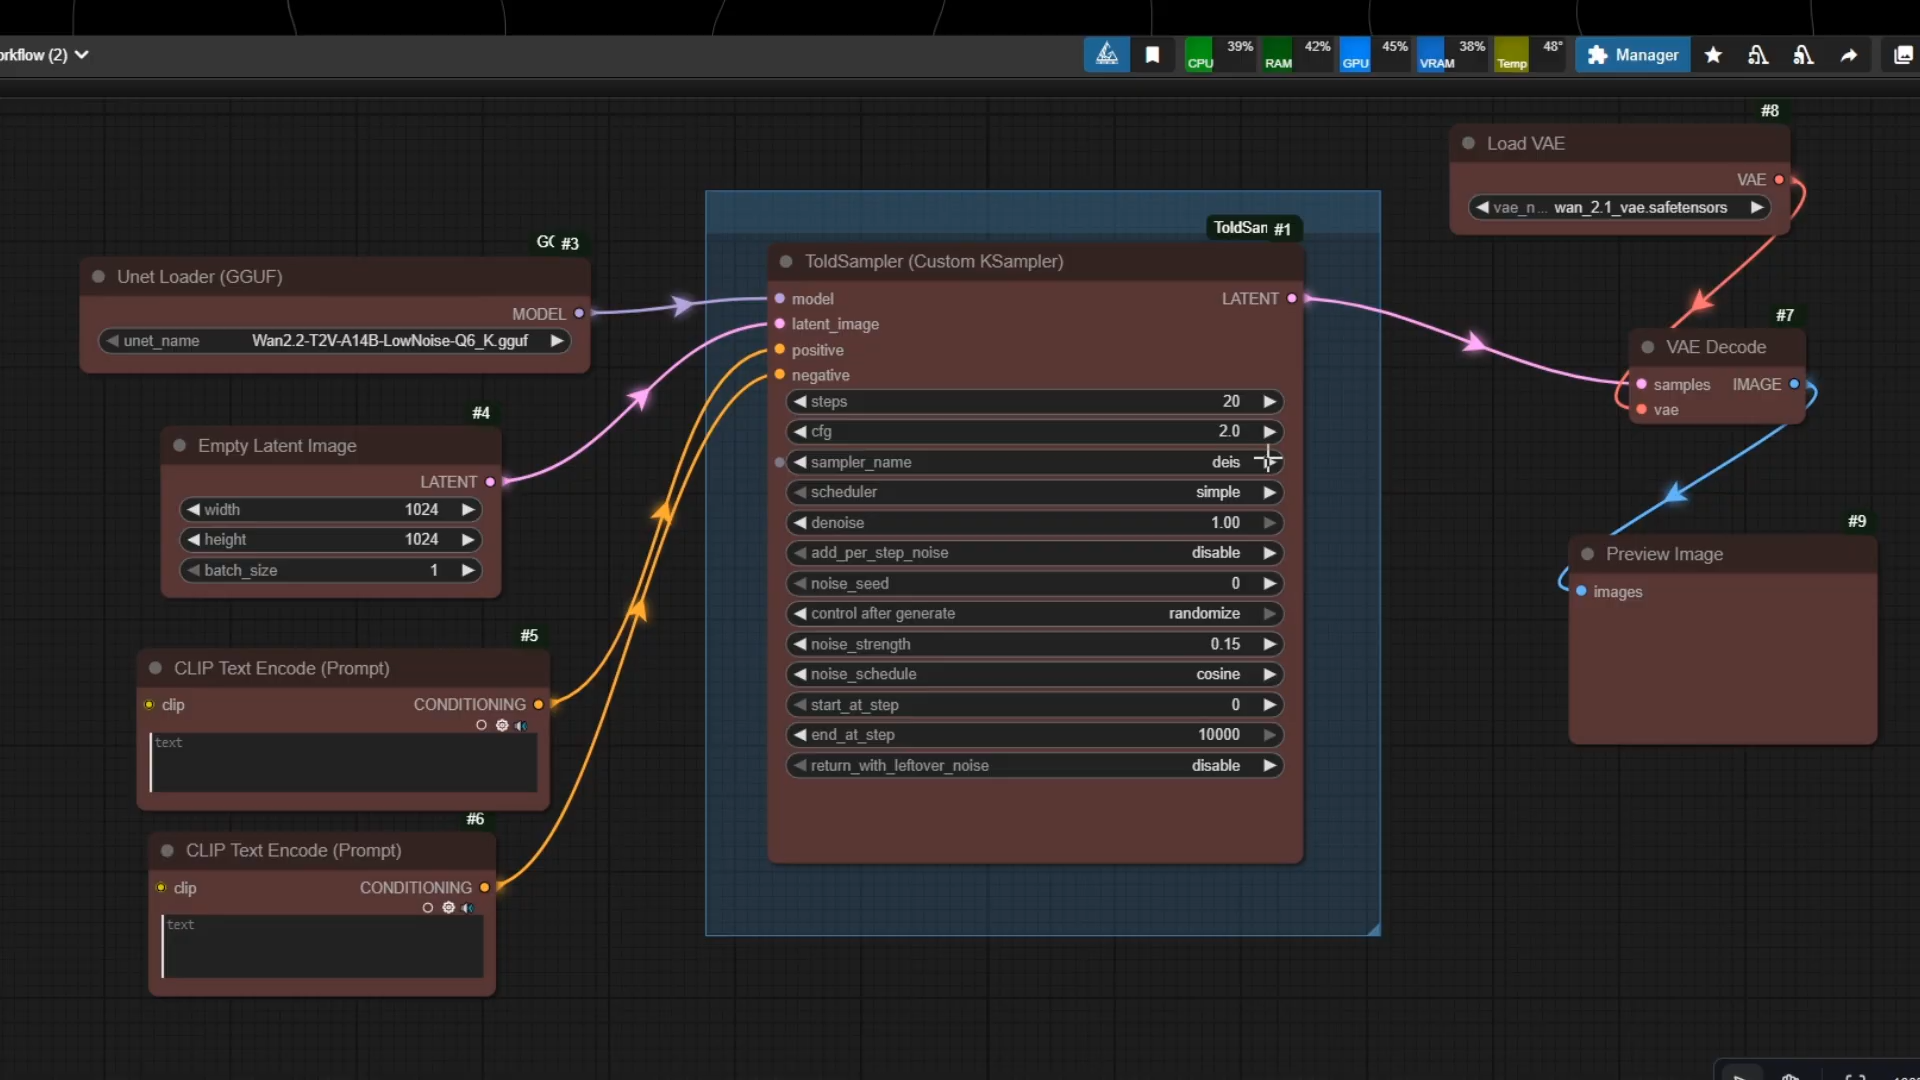 orkflow (2)
CPU 39%
RAM 42%
GPU 45%
VRAM 38%
Temp 48°
Manager
#8
Load VAE
VAE
vae_n... wan_2.1_vae.safetensors
#3
Unet Loader (GGUF)
MODEL
unet_name Wan2.2-T2V-A14B-LowNoise-Q6_K.gguf
#4
Empty Latent Image
LATENT
width 1024
height 1024
batch_size 1
#5
CLIP Text Encode (Prompt)
clip CONDITIONING
text
#6
CLIP Text Encode (Prompt)
clip CONDITIONING
text
ToldSam #1
ToldSampler (Custom KSampler)
model LATENT
latent_image
positive
negative
steps 20
cfg 2.0
sampler_name deis
scheduler simple
denoise 1.00
add_per_step_noise disable
noise_seed 0
control after generate randomize
noise_strength 0.15
noise_schedule cosine
start_at_step 0
end_at_step 10000
return_with_leftover_noise disable
#7
VAE Decode
samples IMAGE
vae
#9
Preview Image
images